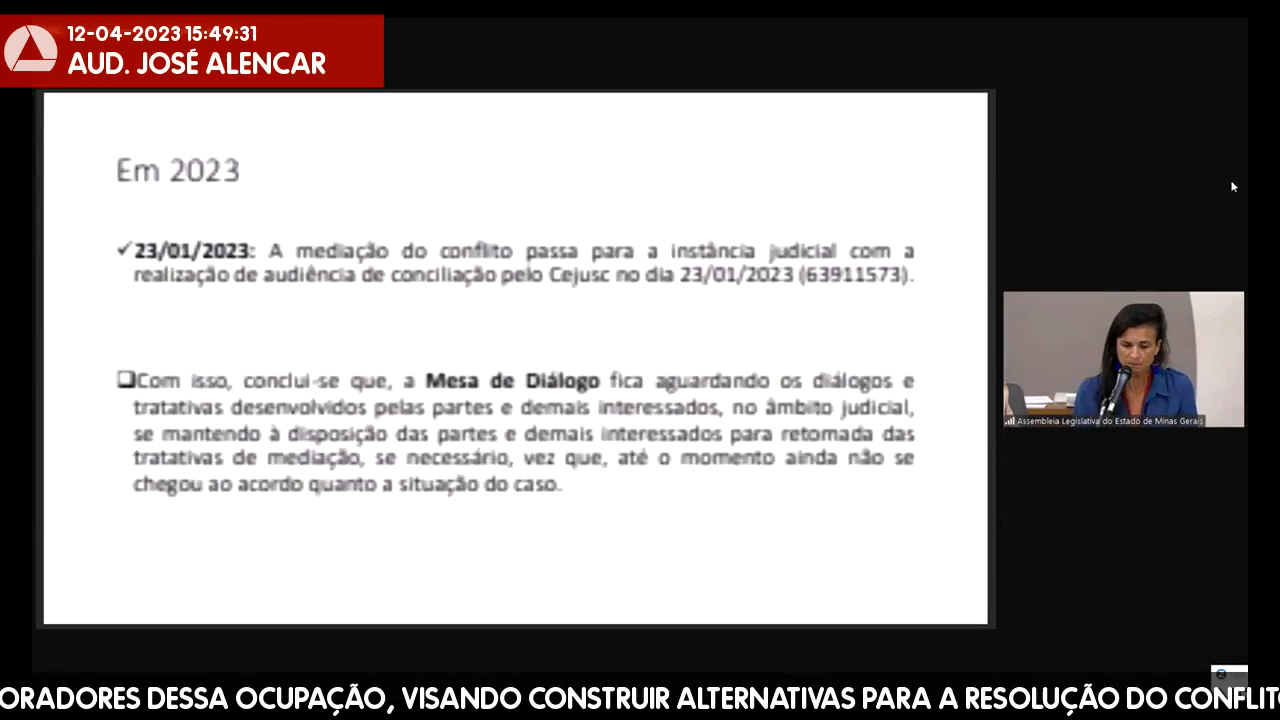 12-04-2023 15:49:31
AUD. JOSÉ ALENCAR
Em 2023
✓23/01/2023: A mediação do conflito passa para a instância judicial com a
realização de audiência de conciliação pelo Cejusc no dia 23/01/2023 (63911573).
❑Com isso, conclui-se que, a Mesa de Diálogo fica aguardando os diálogos e
tratativas desenvolvidos pelas partes e demais interessados, no âmbito judicial,
se mantendo à disposição das partes e demais interessados para retomada das
tratativas de mediação, se necessário, vez que, até o momento ainda não se
chegou ao acordo quanto a situação do caso.
Assembleia Legislativa do Estado de Minas Gerais
ORADORES DESSA OCUPAÇÃO, VISANDO CONSTRUIR ALTERNATIVAS PARA A RESOLUÇÃO DO CONFLIT